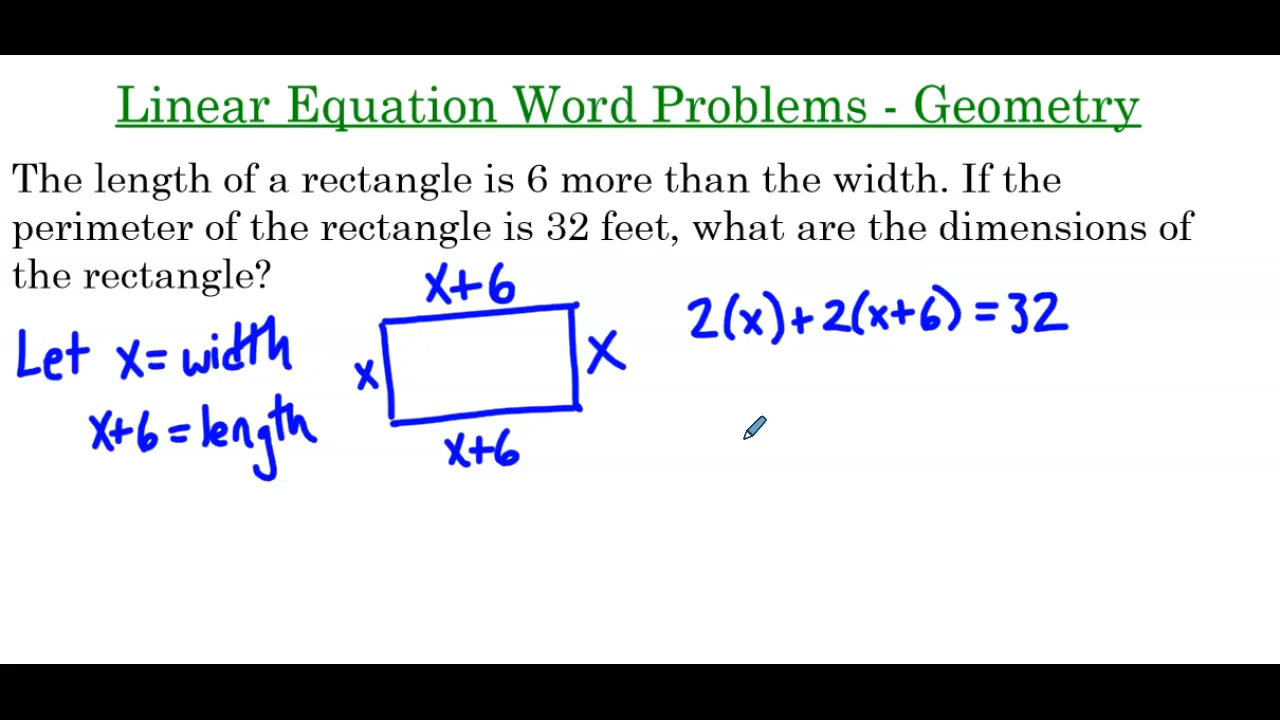 Linear Equation Word Problems - Geometry
The length of a rectangle is 6 more than the width. If the
perimeter of the rectangle is 32 feet, what are the dimensions of
the rectangle?
x+6
2(x)+2(x+6)=32
Let x=width
x
x
x+6=length
x+6